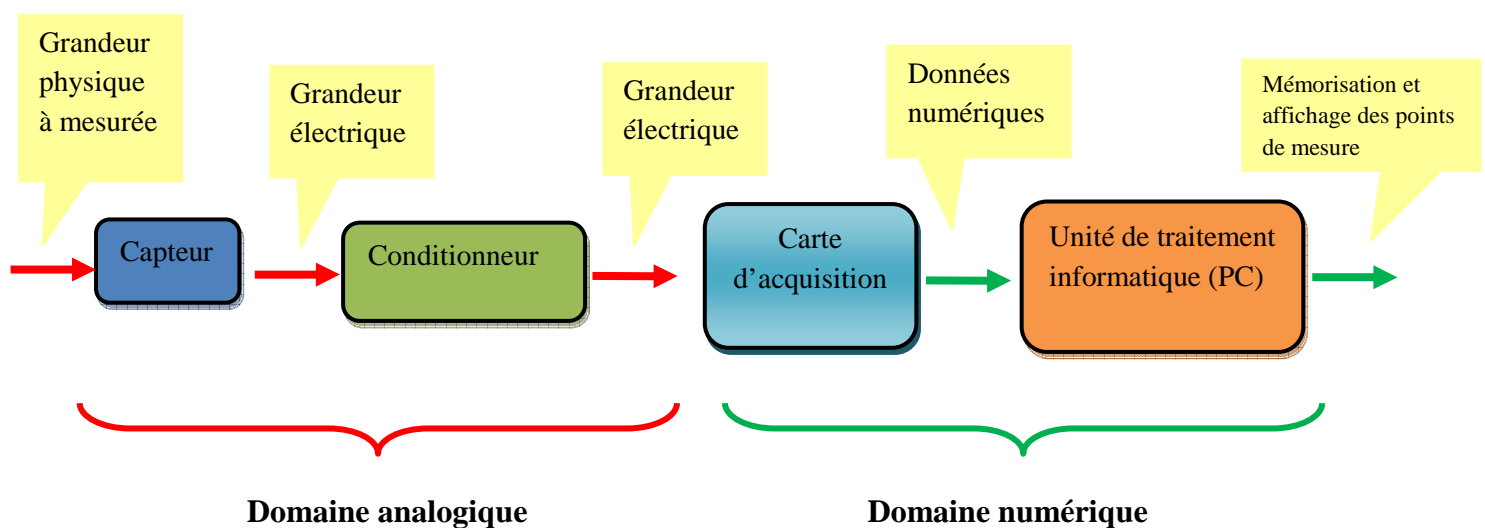 Grandeur
physique
à mesurée
Grandeur
électrique
Grandeur
électrique
Données
numériques
Mémorisation et
affichage des points
de mesure
Capteur
Conditionneur
Carte
d’acquisition
Unité de traitement
informatique (PC)
Domaine analogique
Domaine numérique